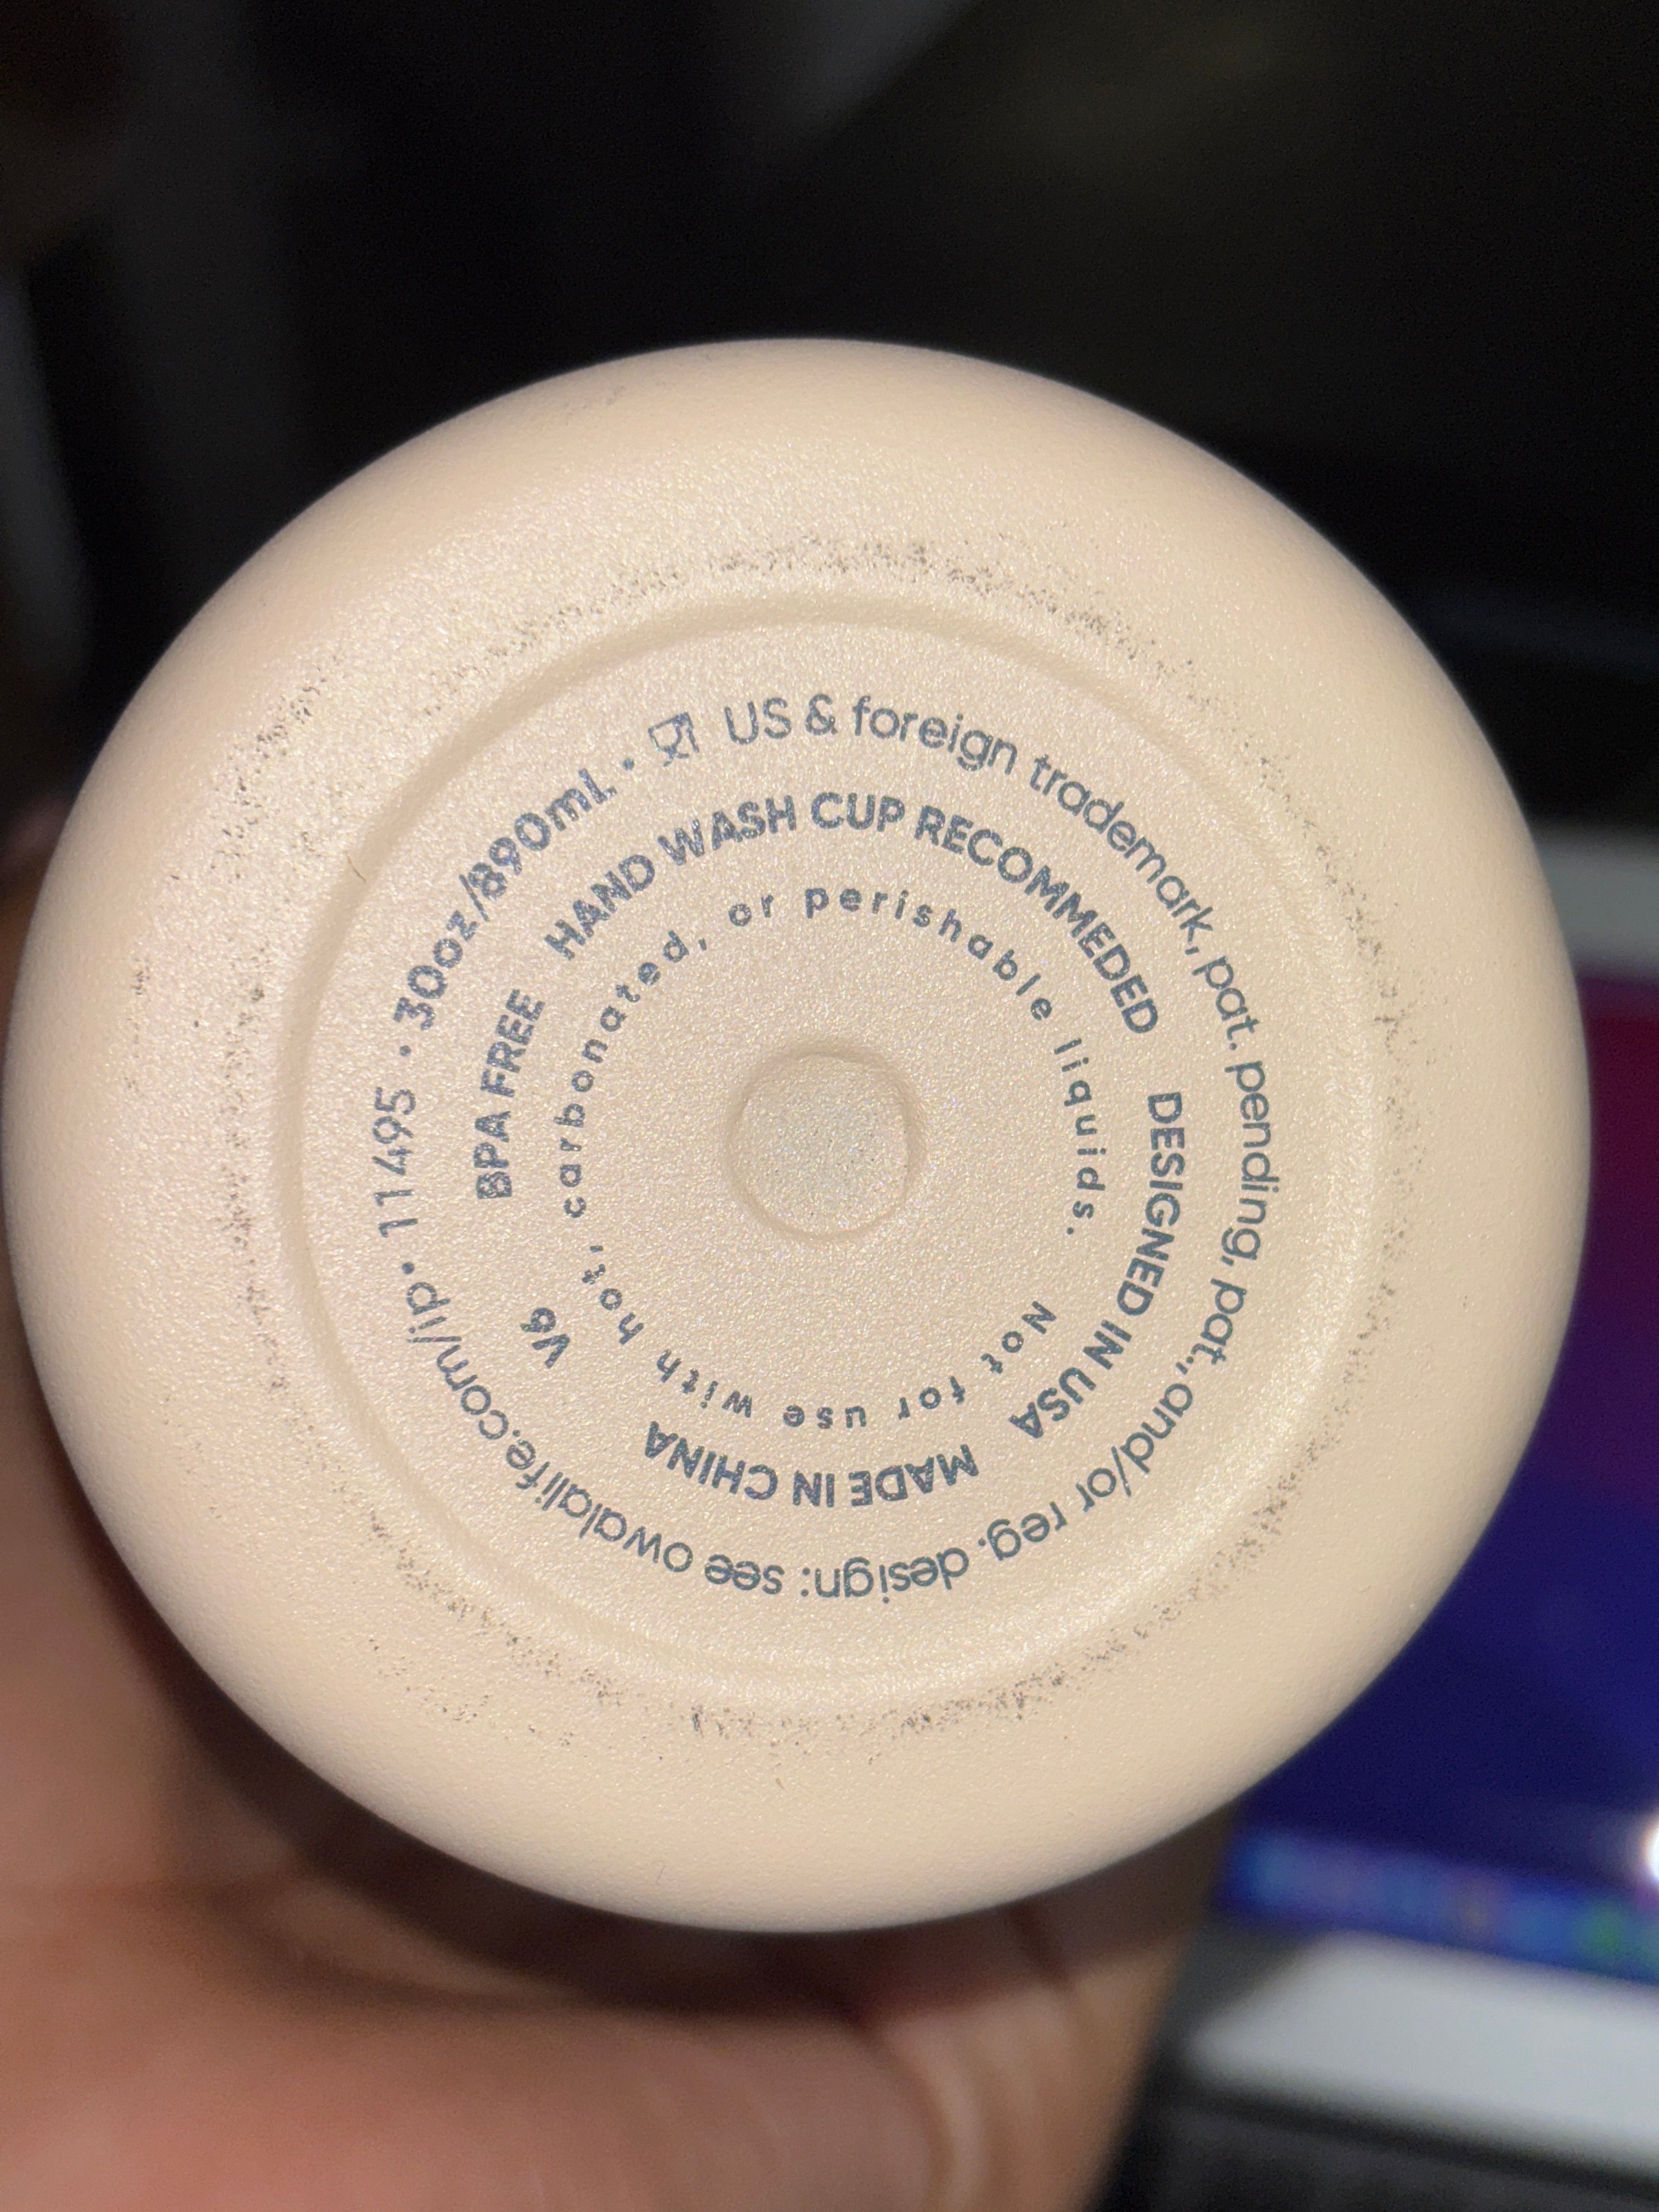 US & foreign trademark, pat. pending, pat., and/or reg. design: see owalalife.com/ip • 11495 • 30oz/890mL •
HAND WASH CUP RECOMMEDED DESIGNED IN USA MADE IN CHINA V6 BPA FREE
Not for use with hot, carbonated, or perishable liquids.